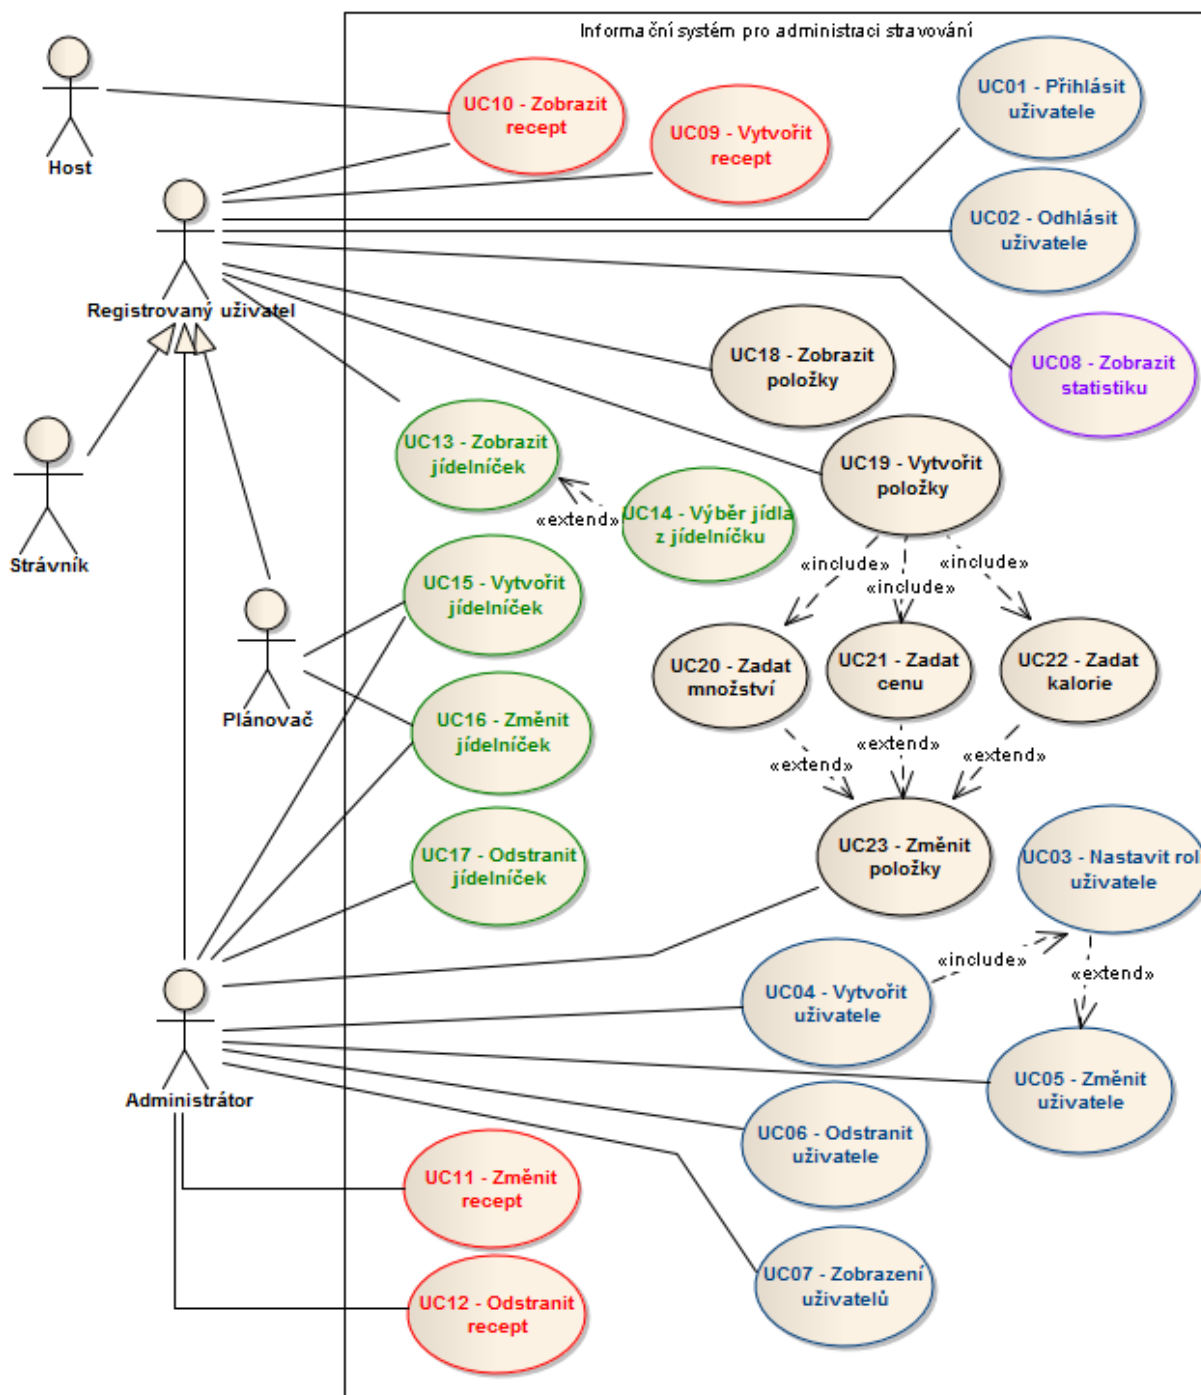 Informační systém pro administraci stravování
UC10 - Zobrazit
recept
UC09 - Vytvořit
recept
UC01 - Přihlásit
uživatele
Host
UC02 - Odhlásit
uživatele
Registrovaný uživatel
UC18 - Zobrazit
položky
UC08 - Zobrazit
statistiku
UC13 - Zobrazit
jídelníček
UC19 - Vytvořit
položky
«extend»
UC14 - Výběr jídla
z jídelníčku
Strávník
«include»
«include»
«include»
UC15 - Vytvořit
jídelníček
UC20 - Zadat
množství
UC21 - Zadat
cenu
UC22 - Zadat
kalorie
Plánovač
UC16 - Změnit
jídelníček
«extend»
«extend»
«extend»
UC17 - Odstranit
jídelníček
UC23 - Změnit
položky
UC03 - Nastavit rol
uživatele
«include»
«extend»
UC04 - Vytvořit
uživatele
Administrátor
UC05 - Změnit
uživatele
UC06 - Odstranit
uživatele
UC11 - Změnit
recept
UC07 - Zobrazení
uživatelů
UC12 - Odstranit
recept